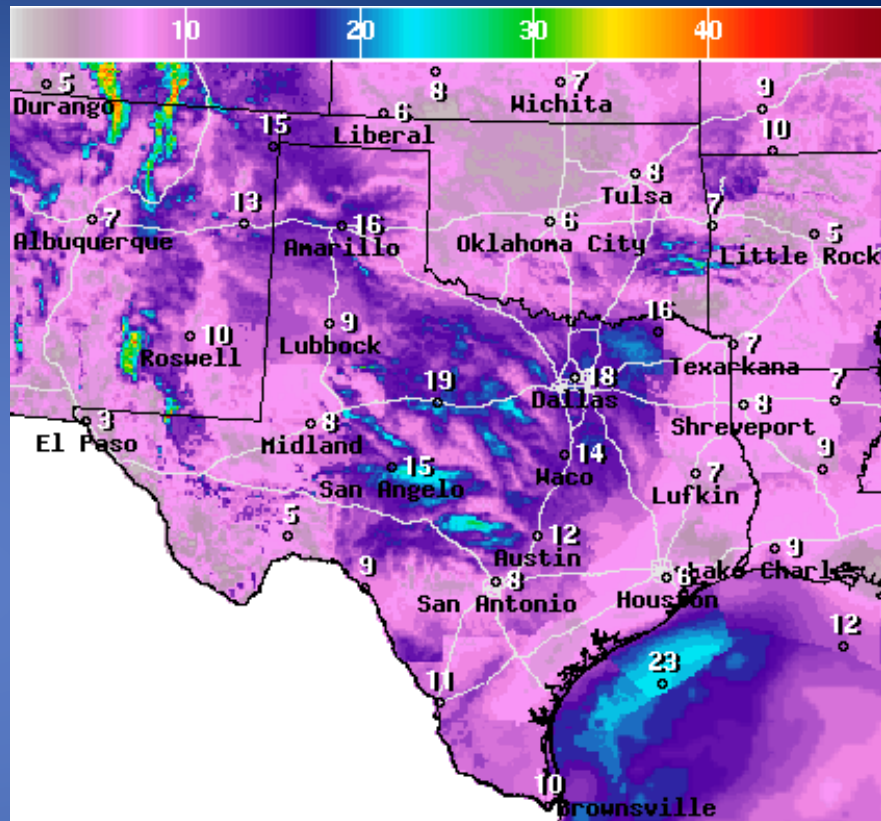 10 20 30 40
5 8 7 9
Durango Wichita
6
Liberal
15 10
8
Tulsa
7 13 16 6 7 5
Albuquerque Amarillo Oklahoma City Little Rock
10 9 16 7
Roswell Lubbock Texarkana
19 18 7
Dallas
3 8 8
El Paso Midland Shreveport
15 14 7 9
San Angelo Waco Lufkin
5 12 9
Austin
9 8 6 Lake Charles
San Antonio Houston
12
23
11
10
Brownsville